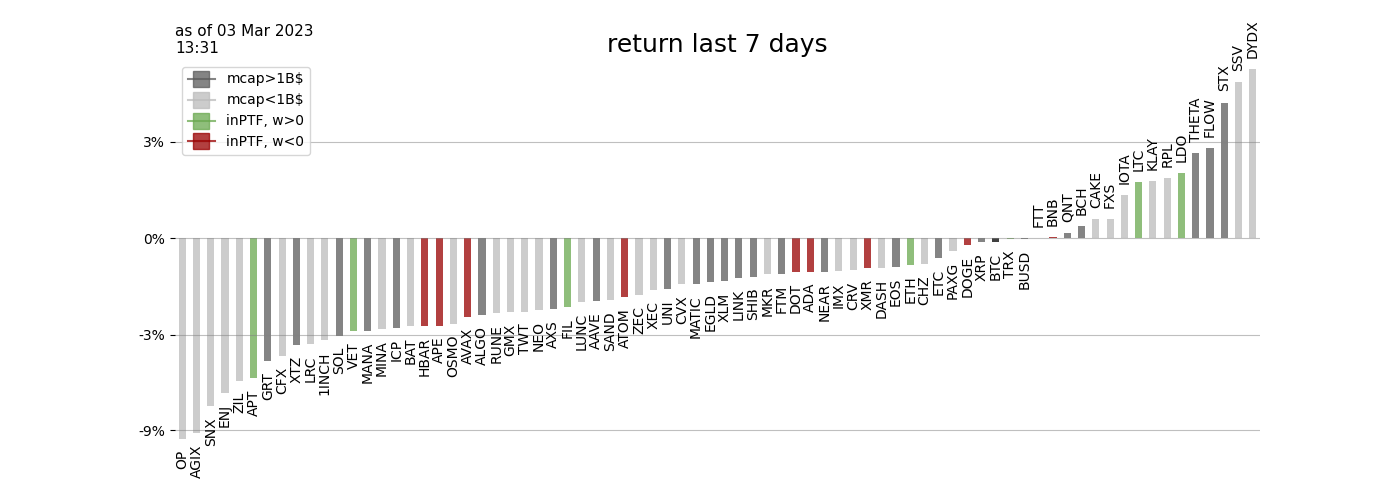 as of 03 Mar 2023
13:31
return last 7 days
mcap>1B$
mcap<1B$
inPTF, w>0
inPTF, w<0
3%
0%
-3%
-9%
OP
AGIX
SNX
ENJ
ZIL
APT
GRT
CFX
XTZ
LRC
1INCH
SOL
VET
MANA
MINA
ICP
BAT
HBAR
APE
OSMO
AVAX
ALGO
RUNE
GMX
TWT
NEO
AXS
FIL
LUNC
AAVE
SAND
ATOM
ZEC
XEC
UNI
CVX
MATIC
EGLD
XLM
LINK
SHIB
MKR
FTM
DOT
ADA
NEAR
IMX
CRV
XMR
DASH
EOS
ETH
CHZ
ETC
PAXG
DOGE
XRP
BTC
TRX
BUSD
FTT
BNB
QNT
BCH
CAKE
FXS
IOTA
LTC
KLAY
RPL
LDO
THETA
FLOW
STX
SSV
DYDX